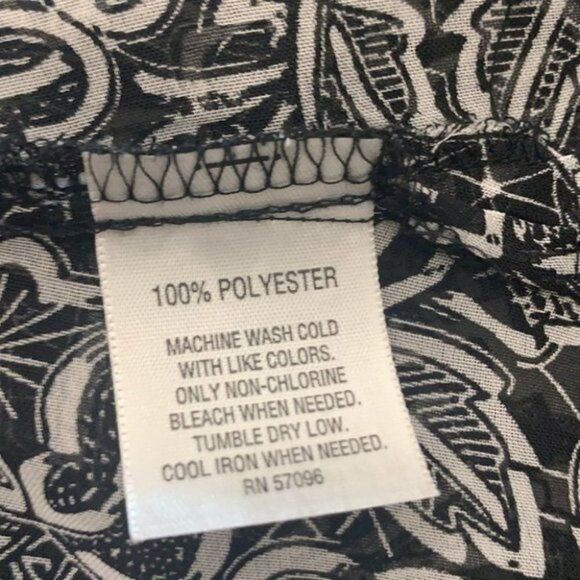 100% POLYESTER
MACHINE WASH COLD
WITH LIKE COLORS.
ONLY NON-CHLORINE
BLEACH WHEN NEEDED.
TUMBLE DRY LOW.
COOL IRON WHEN NEEDED.
RN 57096